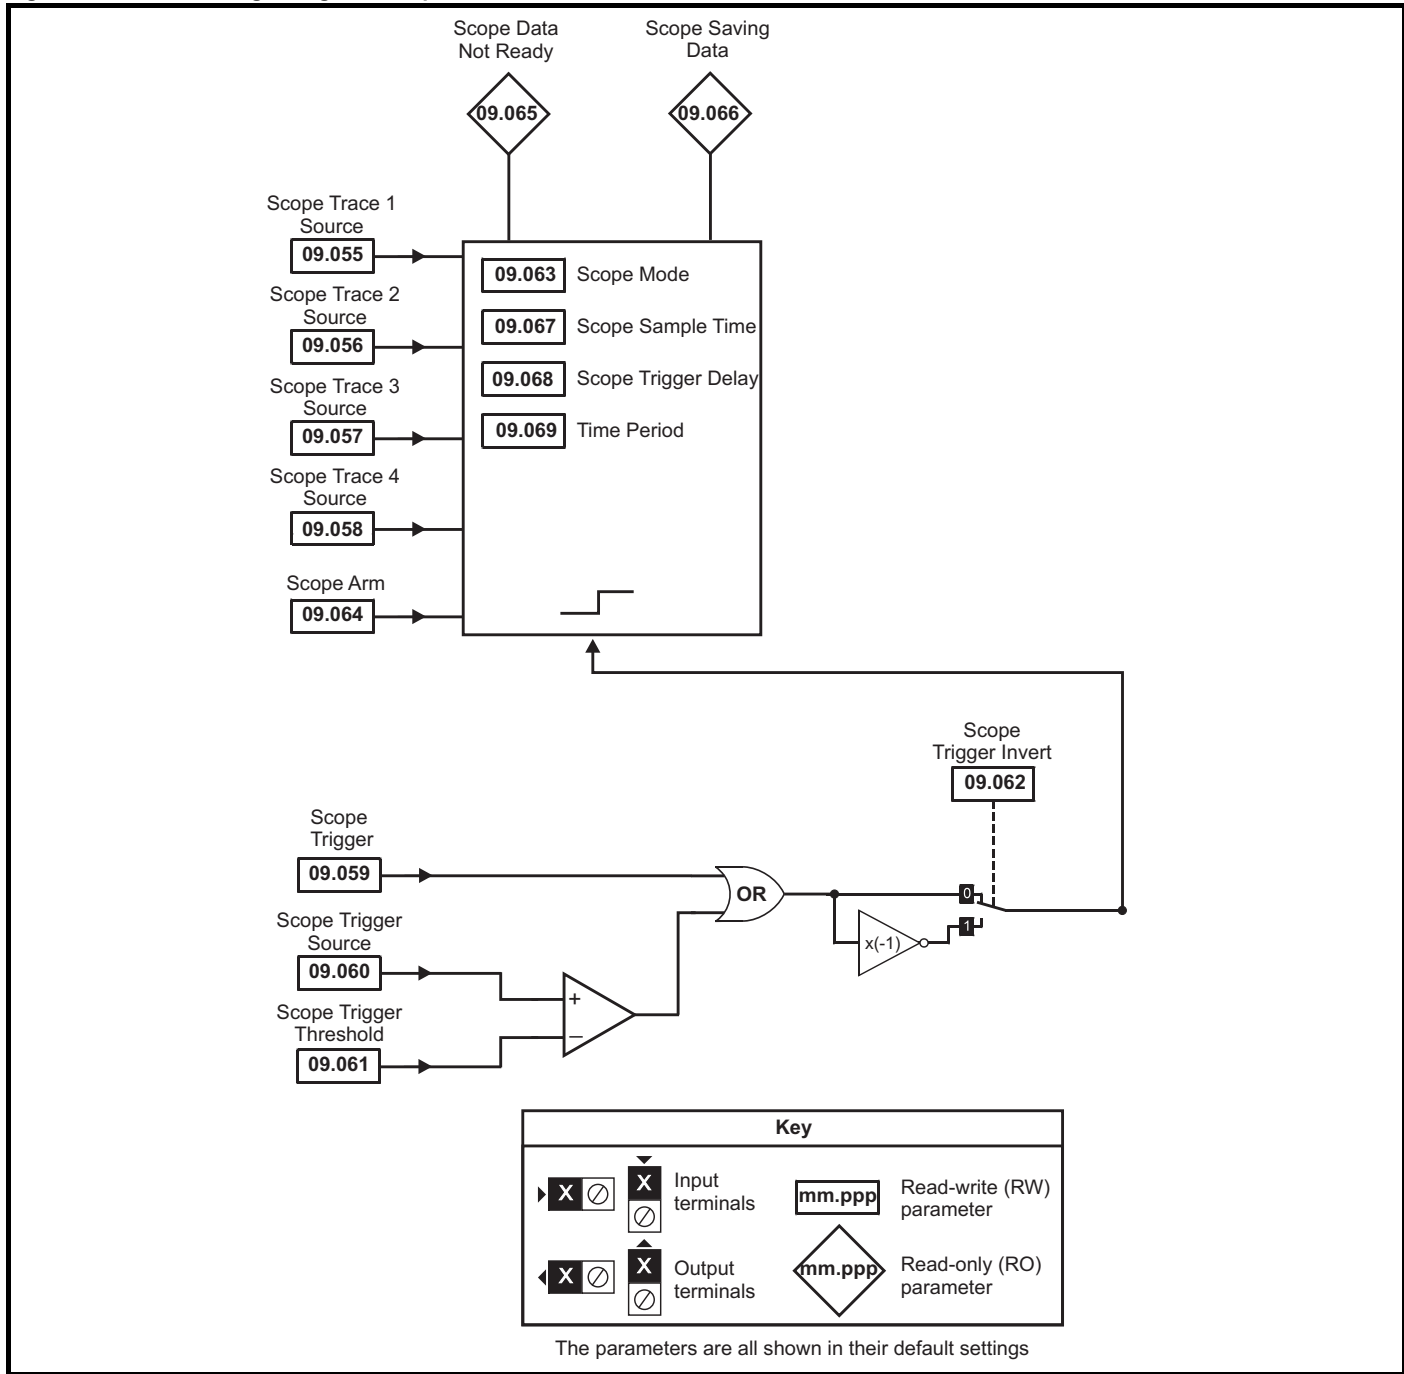 Scope Data
Not Ready
Scope Saving
Data
09.065
09.066
Scope Trace 1
Source
09.055
Scope Trace 2
Source
09.056
Scope Trace 3
Source
09.057
Scope Trace 4
Source
09.058
Scope Arm
09.064
09.063 Scope Mode
09.067 Scope Sample Time
09.068 Scope Trigger Delay
09.069 Time Period
Scope
Trigger Invert
09.062
Scope
Trigger
09.059
OR
0
1
x(-1)
Scope Trigger
Source
09.060
+
Scope Trigger
Threshold
09.061
−
Key
X
X
Input
terminals
mm.ppp
Read-write (RW)
parameter
X
X
Output
terminals
mm.ppp
Read-only (RO)
parameter
The parameters are all shown in their default settings